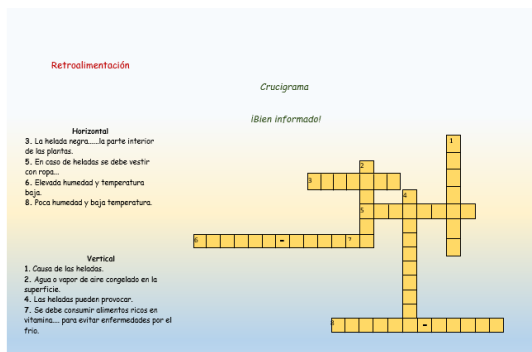 Retroalimentación
Crucigrama
¡Bien informado!
Horizontal
3. La helada negra......la parte interior
de las plantas.
5. En caso de heladas se debe vestir
con ropa...
6. Elevada humedad y temperatura
baja.
8. Poca humedad y baja temperatura.
Vertical
1. Causa de las heladas.
2. Agua o vapor de aire congelado en la
superficie.
4. Las heladas pueden provocar.
7. Se debe consumir alimentos ricos en
vitamina.... para evitar enfermedades por el
frio.
1
2
3
4
5
6 - 7
8 -